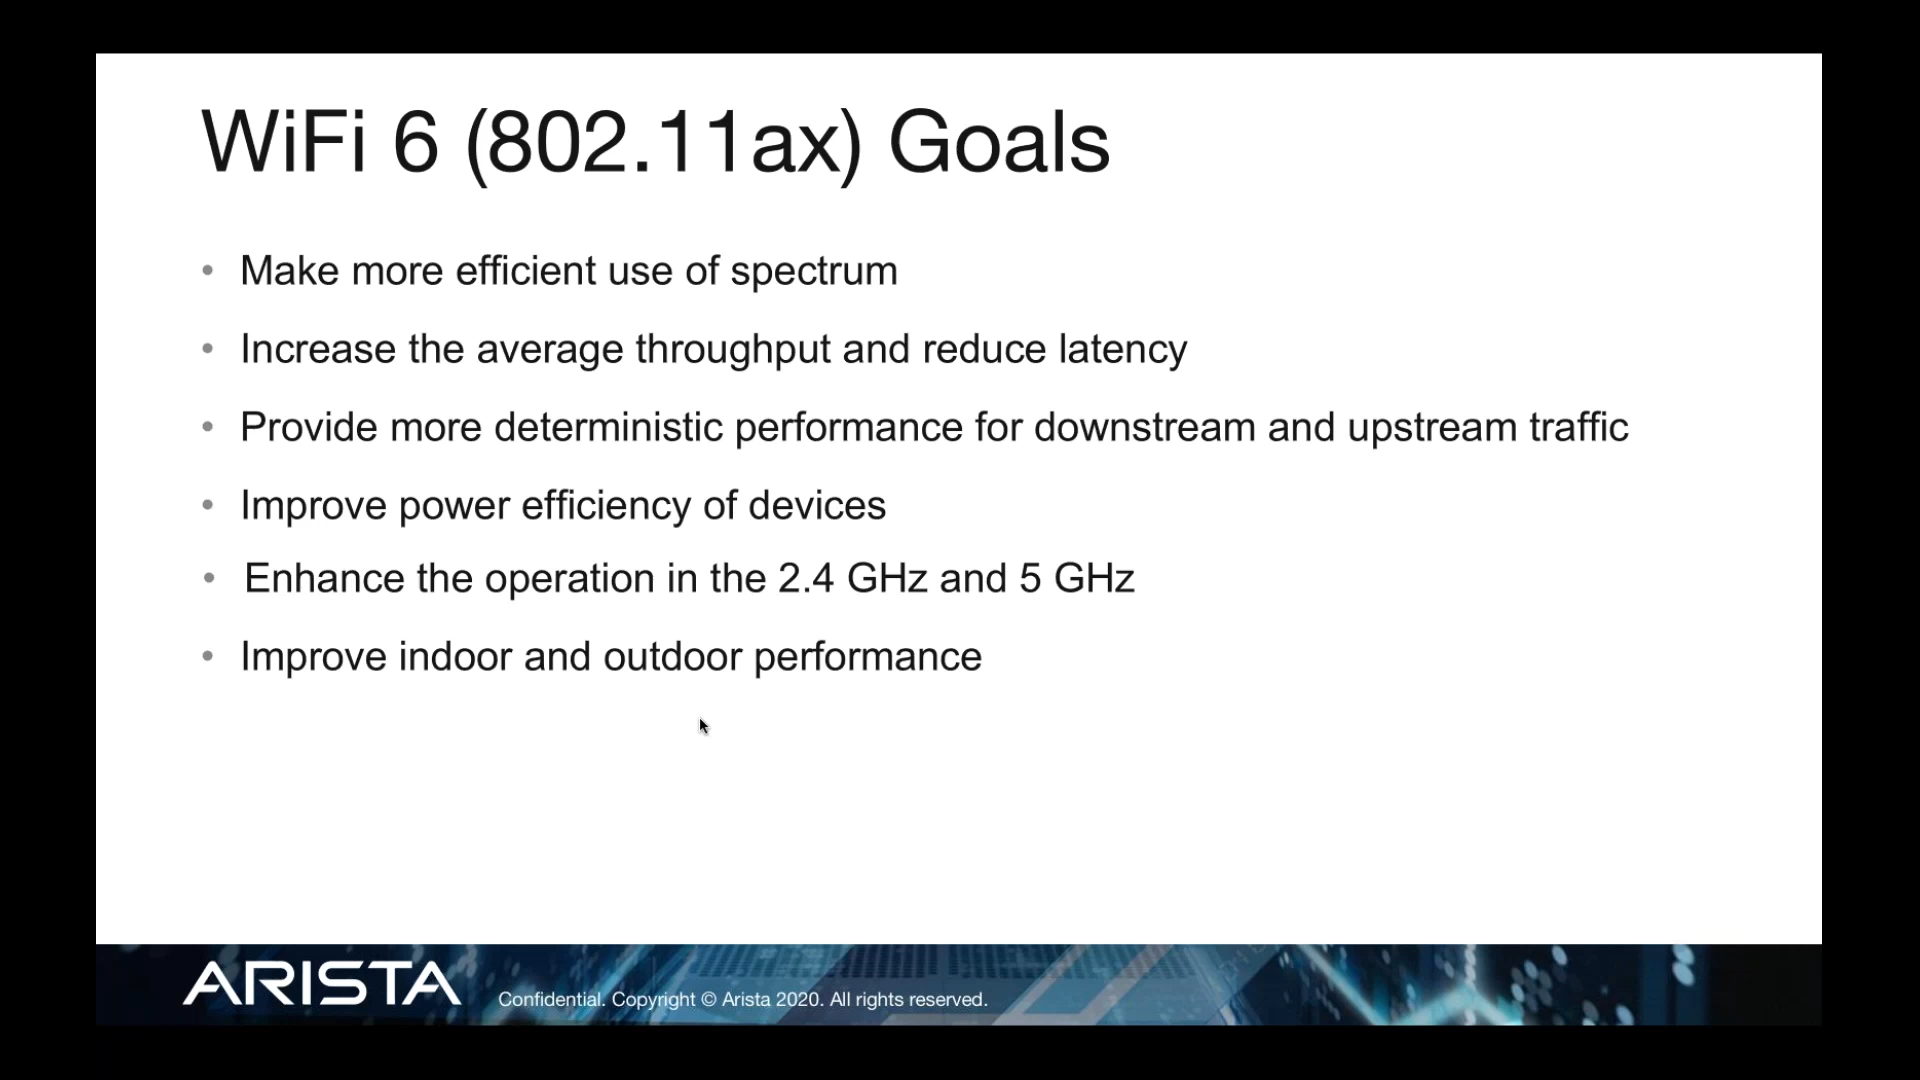 WiFi 6 (802.11ax) Goals
• Make more efficient use of spectrum
• Increase the average throughput and reduce latency
• Provide more deterministic performance for downstream and upstream traffic
• Improve power efficiency of devices
• Enhance the operation in the 2.4 GHz and 5 GHz
• Improve indoor and outdoor performance
ARISTA
Confidential. Copyright © Arista 2020. All rights reserved.